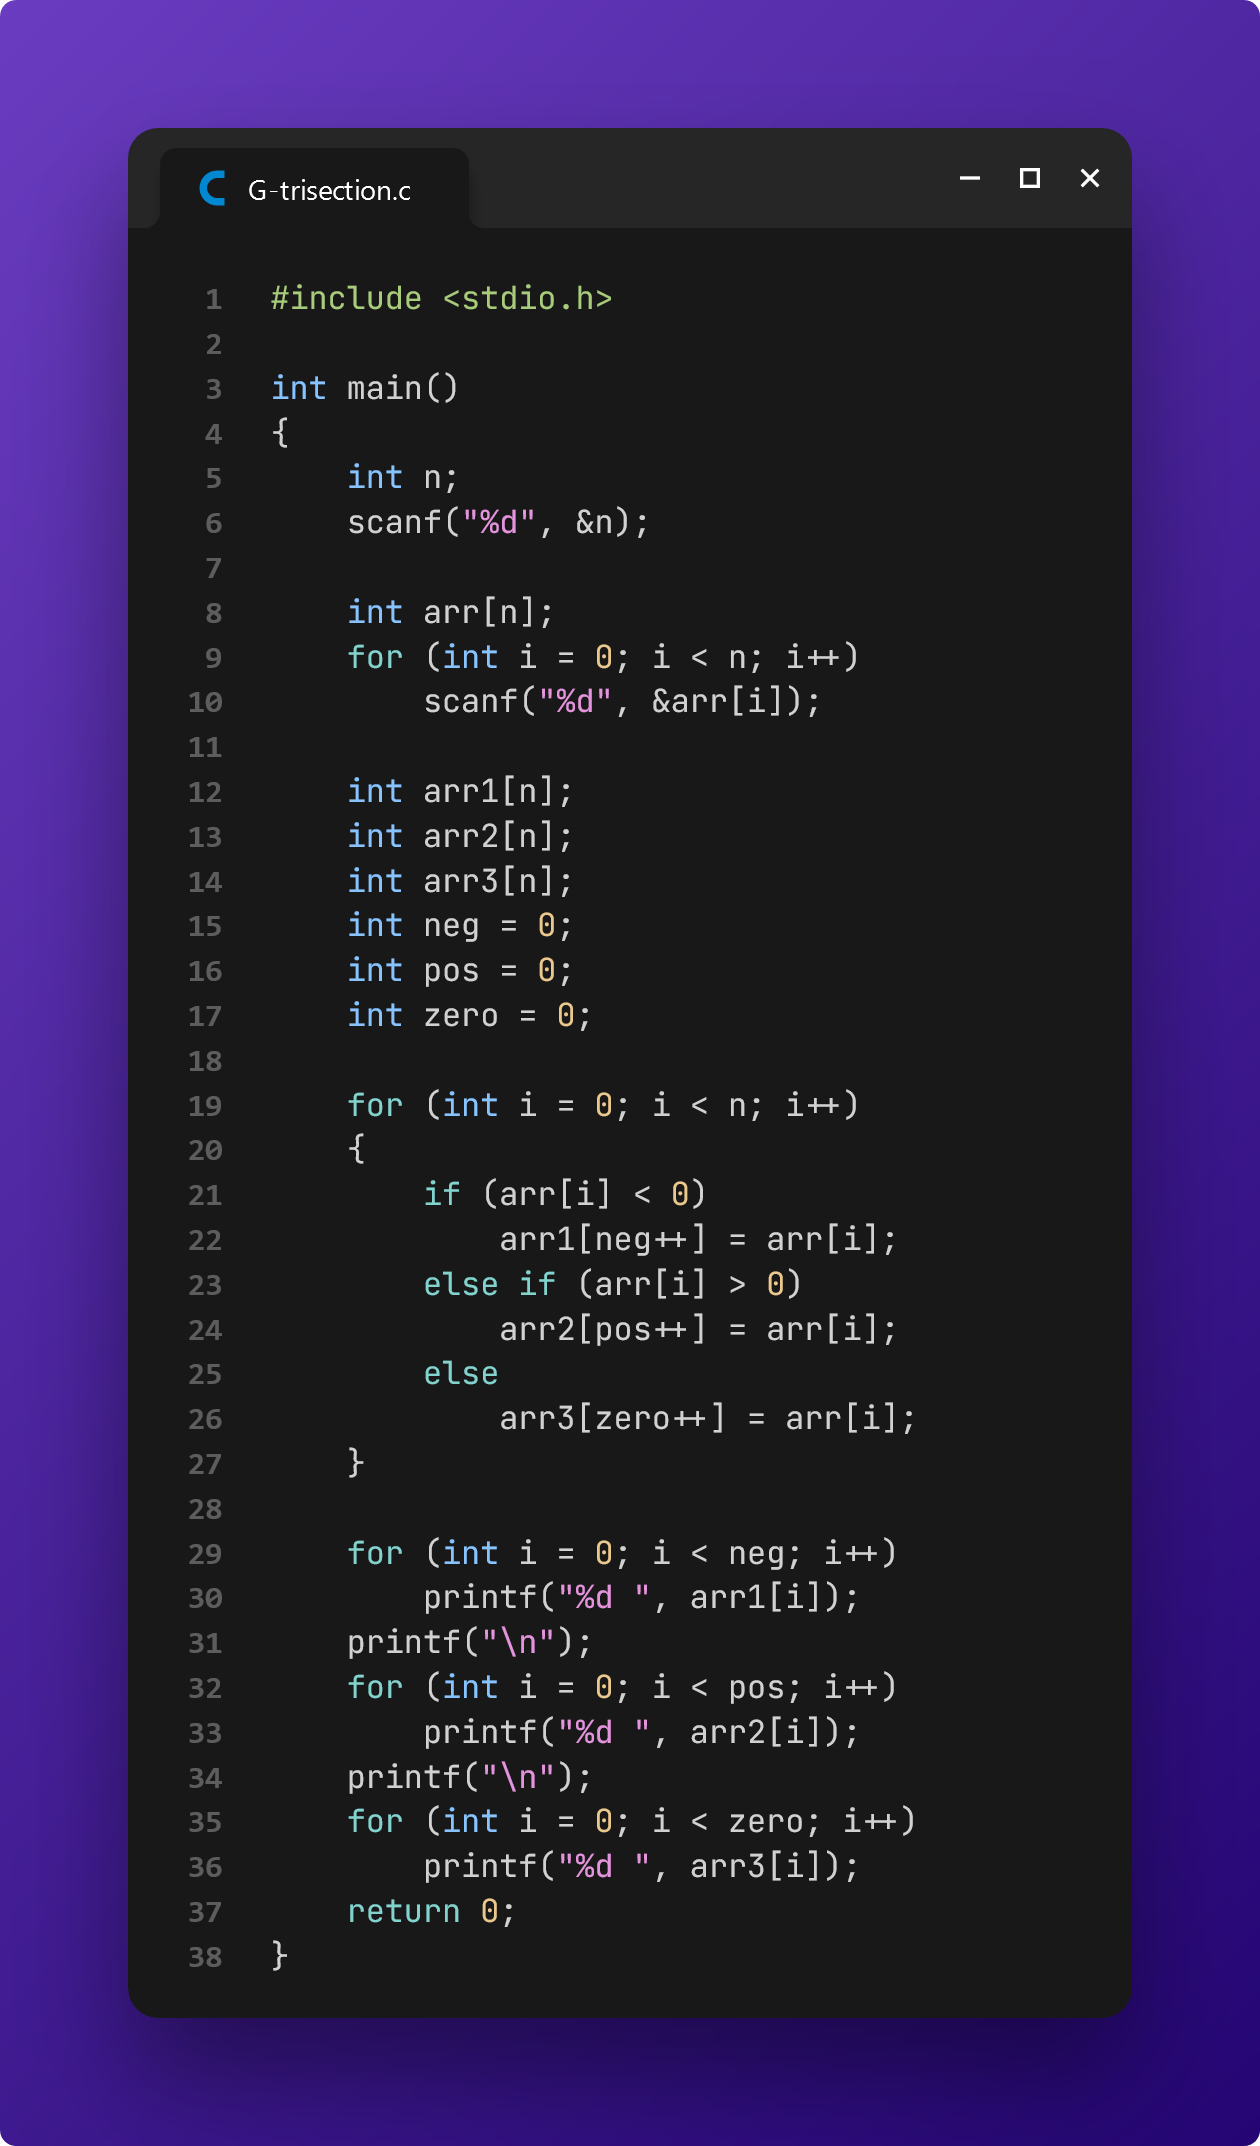 G-trisection.c
1 #include <stdio.h>
2
3 int main()
4 {
5     int n;
6     scanf("%d", &n);
7
8     int arr[n];
9     for (int i = 0; i < n; i++)
10         scanf("%d", &arr[i]);
11
12     int arr1[n];
13     int arr2[n];
14     int arr3[n];
15     int neg = 0;
16     int pos = 0;
17     int zero = 0;
18
19     for (int i = 0; i < n; i++)
20     {
21         if (arr[i] < 0)
22             arr1[neg++] = arr[i];
23         else if (arr[i] > 0)
24             arr2[pos++] = arr[i];
25         else
26             arr3[zero++] = arr[i];
27     }
28
29     for (int i = 0; i < neg; i++)
30         printf("%d ", arr1[i]);
31     printf("\n");
32     for (int i = 0; i < pos; i++)
33         printf("%d ", arr2[i]);
34     printf("\n");
35     for (int i = 0; i < zero; i++)
36         printf("%d ", arr3[i]);
37     return 0;
38 }